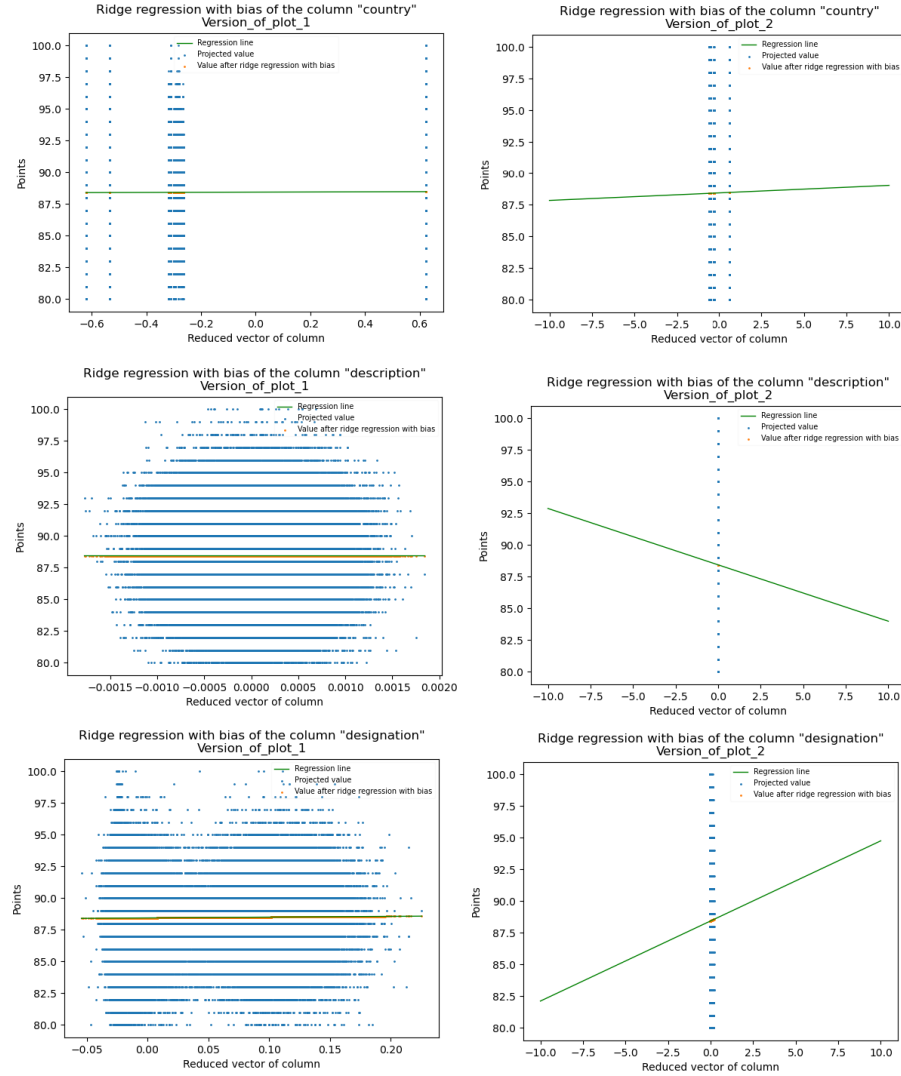 Ridge regression with bias of the column "country"
Version_of_plot_1
100.0
97.5
95.0
92.5
90.0
87.5
85.0
82.5
80.0
Points
Regression line
Projected value
Value after ridge regression with bias
−0.6 −0.4 −0.2 0.0 0.2 0.4 0.6
Reduced vector of column
Ridge regression with bias of the column "country"
Version_of_plot_2
100.0
97.5
95.0
92.5
90.0
87.5
85.0
82.5
80.0
Points
Regression line
Projected value
Value after ridge regression with bias
−10.0 −7.5 −5.0 −2.5 0.0 2.5 5.0 7.5 10.0
Reduced vector of column
Ridge regression with bias of the column "description"
Version_of_plot_1
100.0
97.5
95.0
92.5
90.0
87.5
85.0
82.5
80.0
Points
Regression line
Projected value
Value after ridge regression with bias
−0.0015 −0.0010 −0.0005 0.0000 0.0005 0.0010 0.0015 0.0020
Reduced vector of column
Ridge regression with bias of the column "description"
Version_of_plot_2
100.0
97.5
95.0
92.5
90.0
87.5
85.0
82.5
80.0
Points
Regression line
Projected value
Value after ridge regression with bias
−10.0 −7.5 −5.0 −2.5 0.0 2.5 5.0 7.5 10.0
Reduced vector of column
Ridge regression with bias of the column "designation"
Version_of_plot_1
100.0
97.5
95.0
92.5
90.0
87.5
85.0
82.5
80.0
Points
Regression line
Projected value
Value after ridge regression with bias
−0.05 0.00 0.05 0.10 0.15 0.20
Reduced vector of column
Ridge regression with bias of the column "designation"
Version_of_plot_2
100.0
97.5
95.0
92.5
90.0
87.5
85.0
82.5
80.0
Points
Regression line
Projected value
Value after ridge regression with bias
−10.0 −7.5 −5.0 −2.5 0.0 2.5 5.0 7.5 10.0
Reduced vector of column